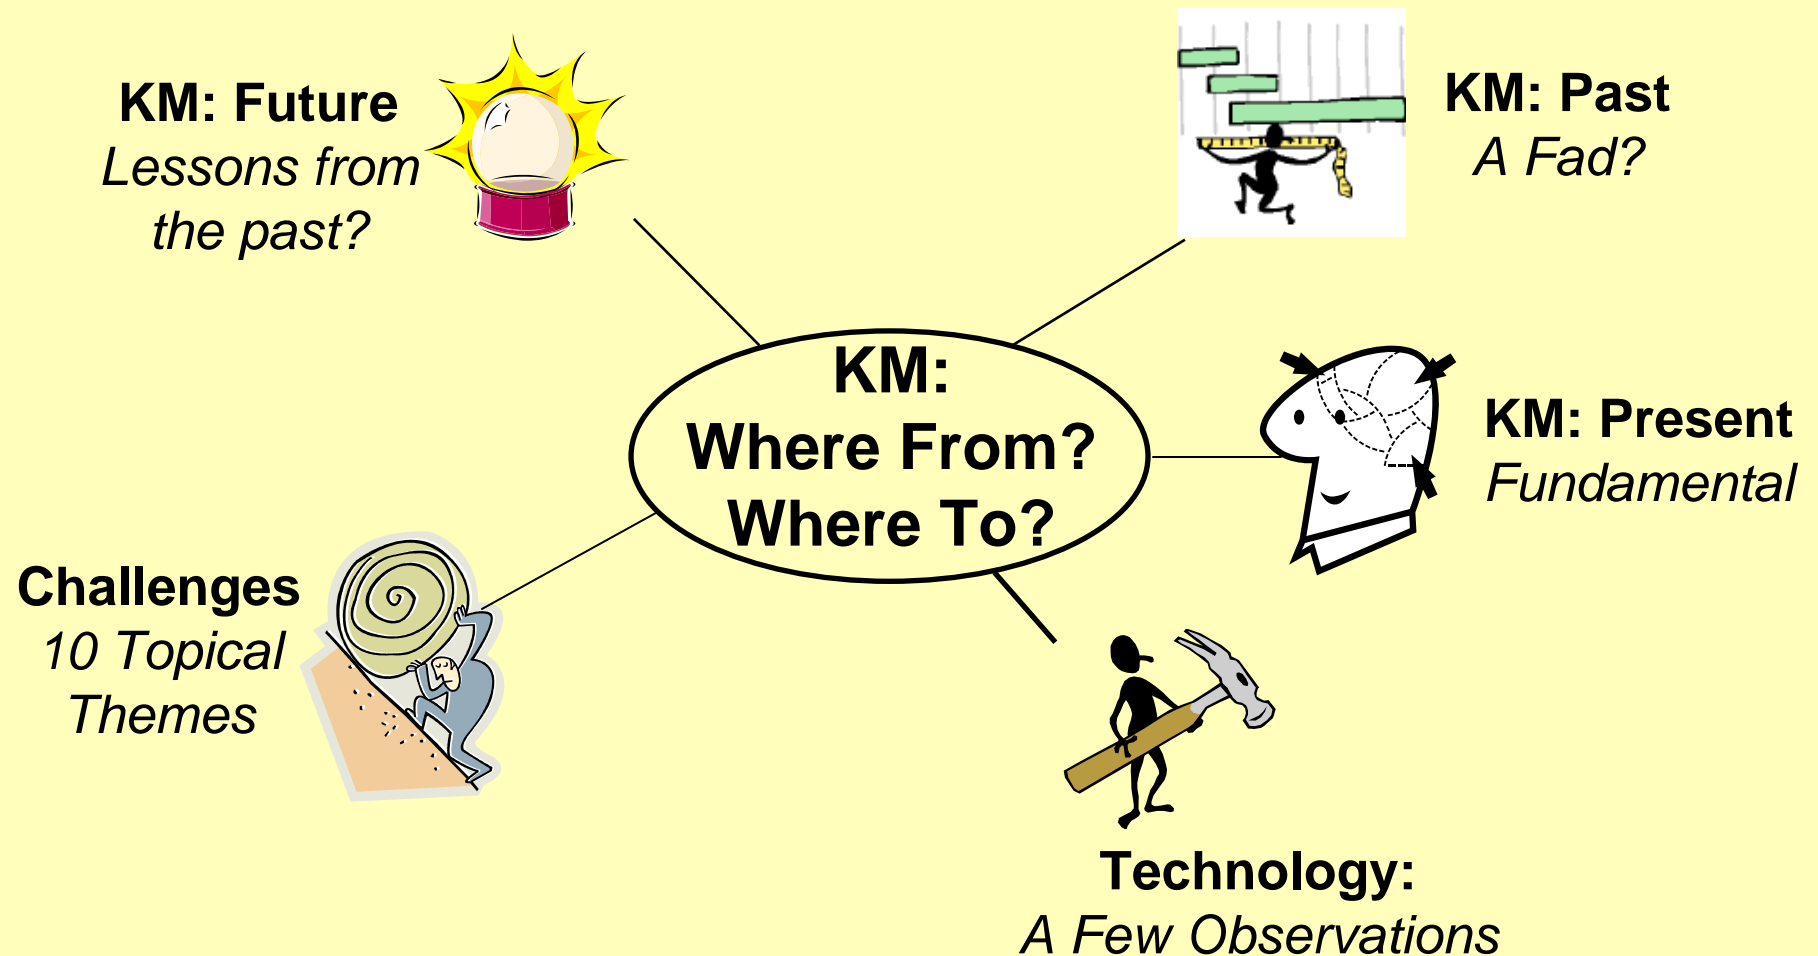 KM: Future
Lessons from
the past?
KM: Past
A Fad?
KM:
Where From?
Where To?
KM: Present
Fundamental
Challenges
10 Topical
Themes
Technology:
A Few Observations